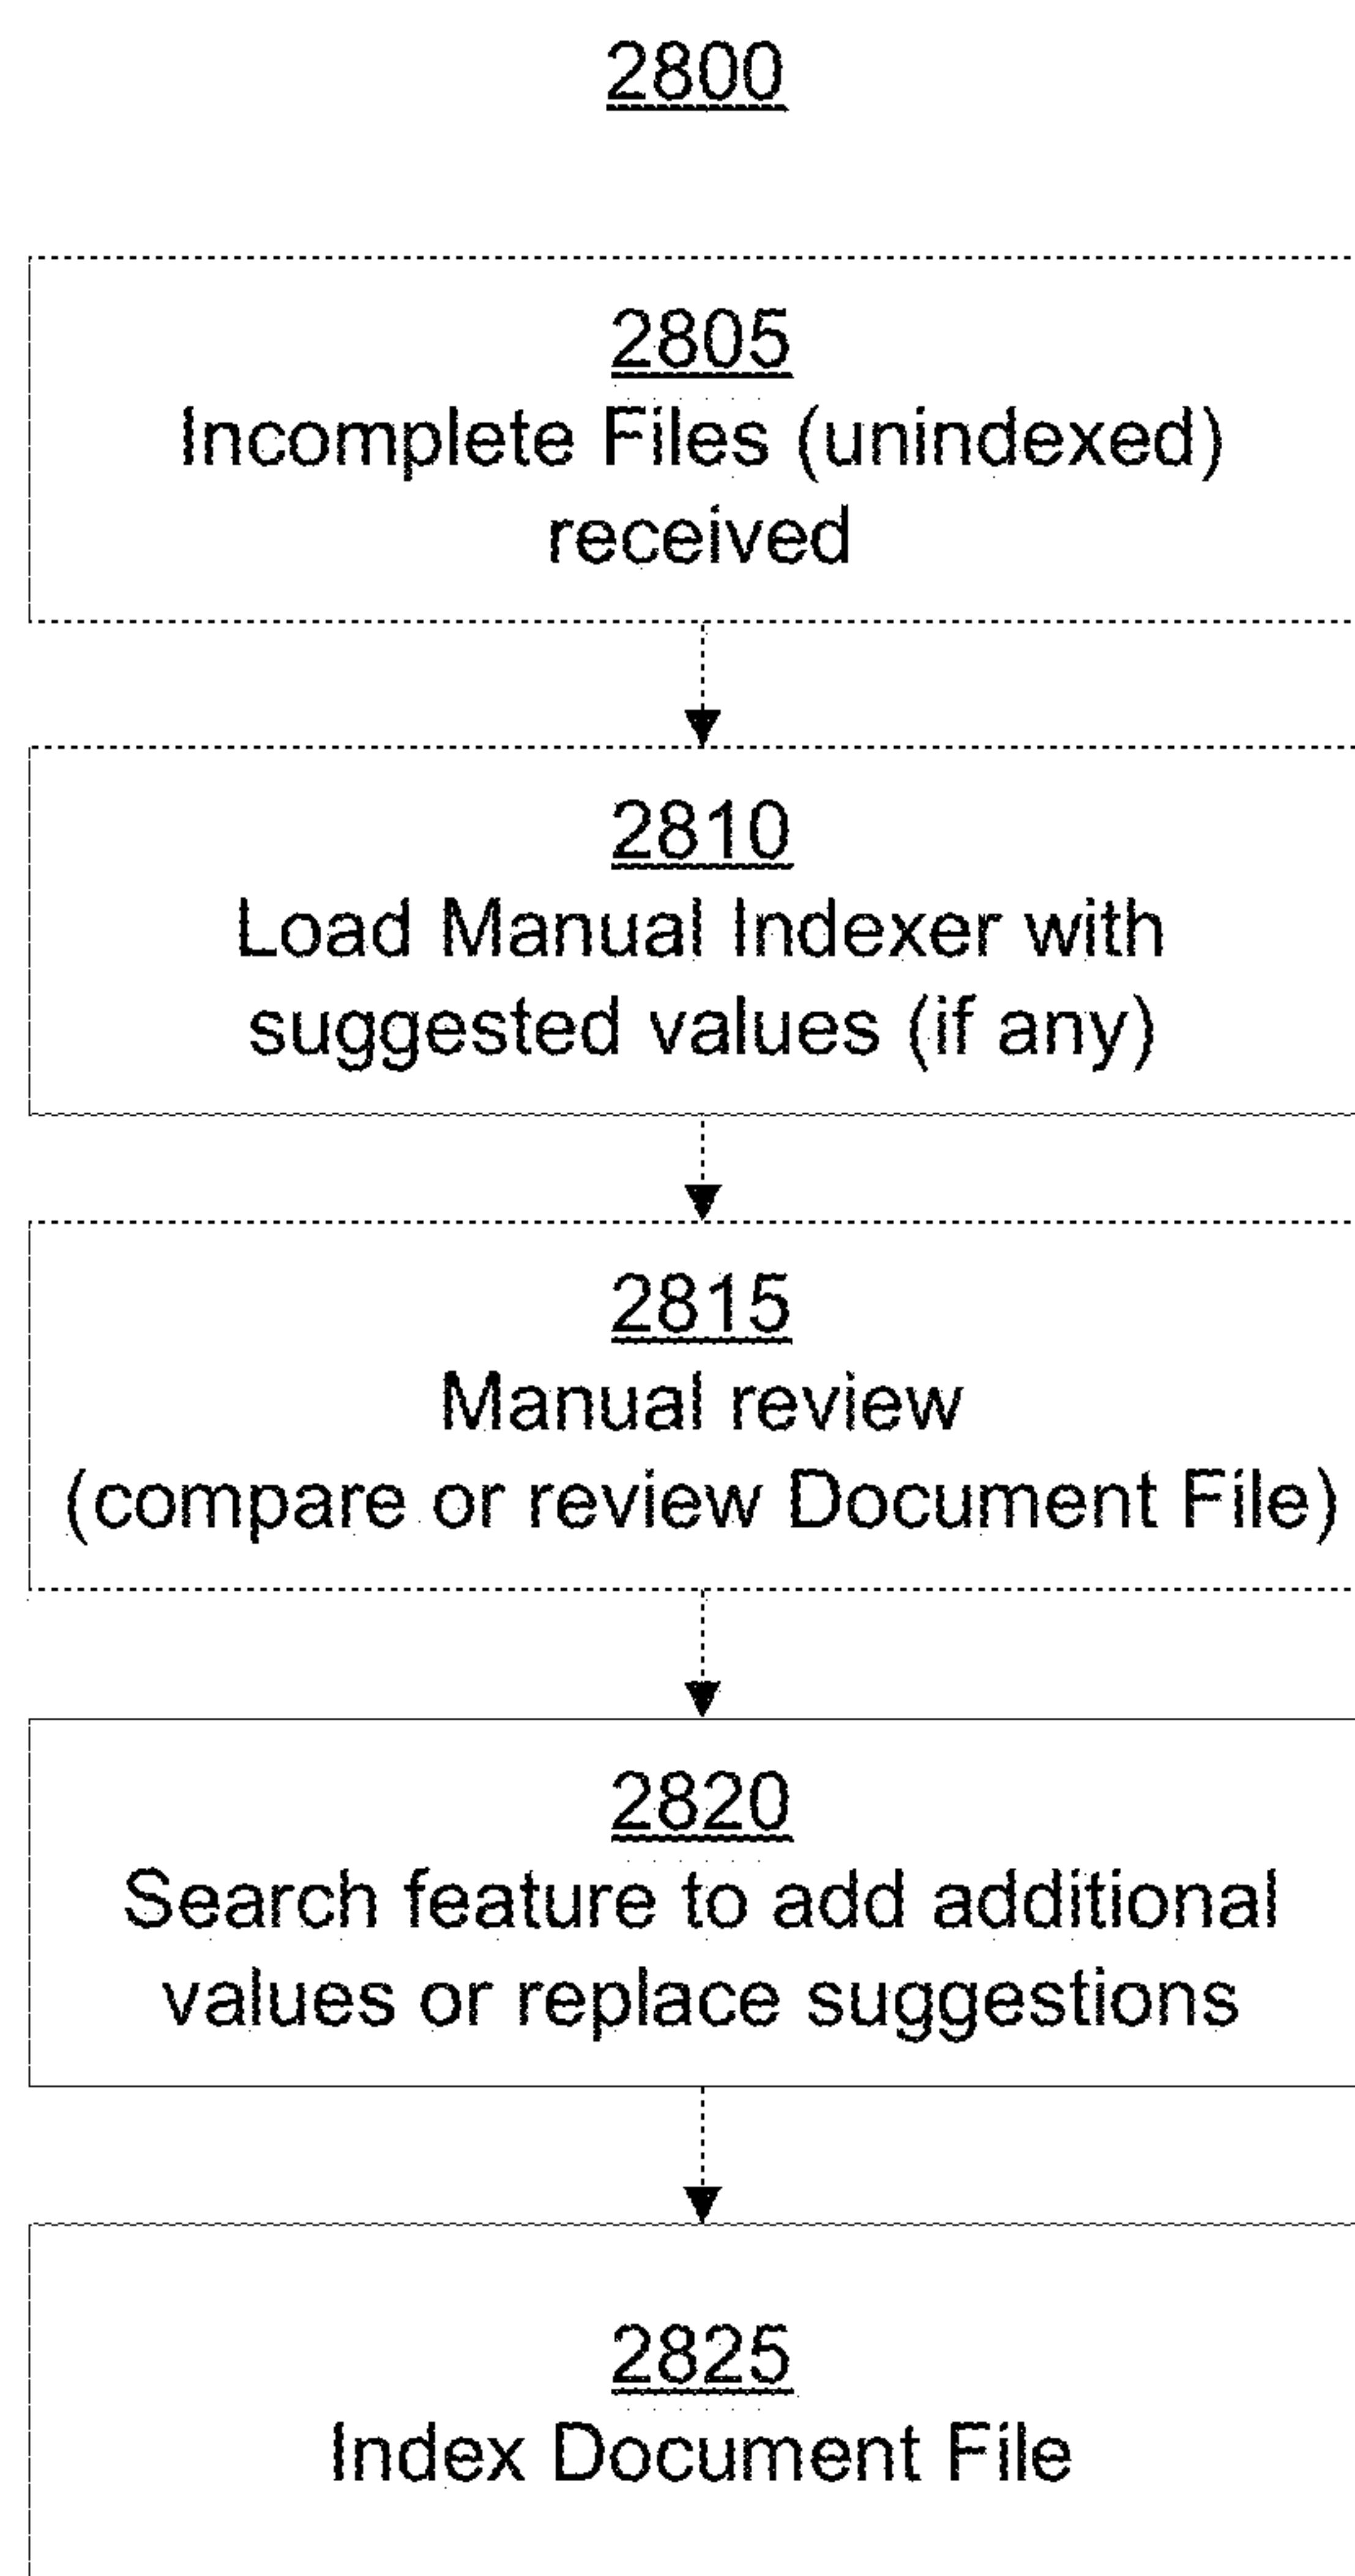 2800
2805
Incomplete Files (unindexed)
received
2810
Load Manual Indexer with
suggested values (if any)
2815
Manual review
(compare or review Document File)
2820
Search feature to add additional
values or replace suggestions
2825
Index Document File